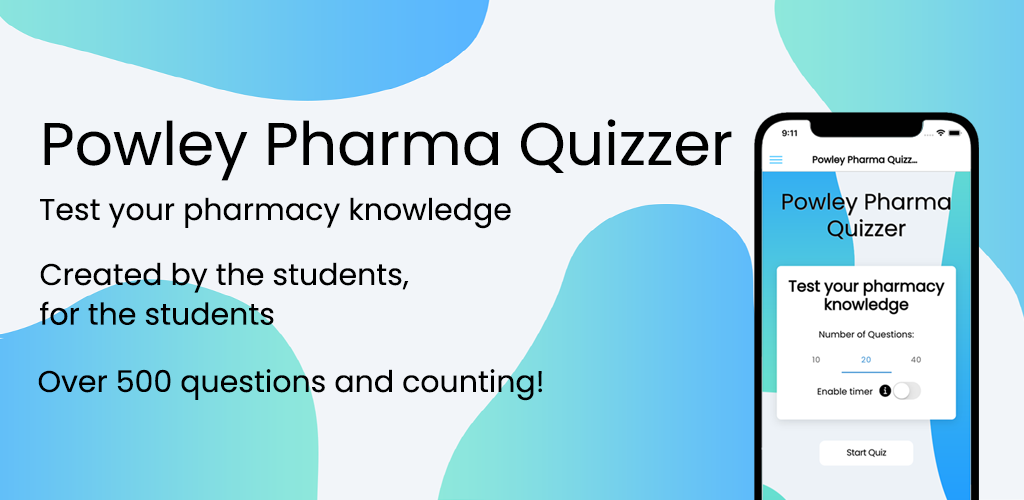 Powley Pharma Quizzer
Test your pharmacy knowledge
Created by the students,
for the students
Over 500 questions and counting!
9:11
Powley Pharma Quizz...
Powley Pharma
Quizzer
Test your pharmacy
knowledge
Number of Questions:
10 20 40
Enable timer i
Start Quiz